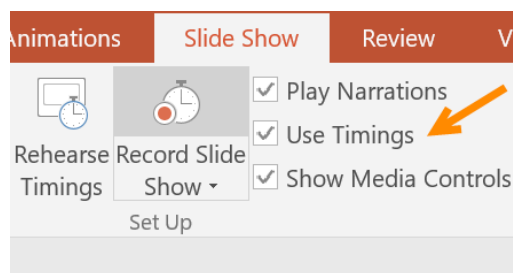 Animations Slide Show Review V
Play Narrations
Use Timings
Show Media Controls
Rehearse
Timings
Record Slide
Show
Set Up